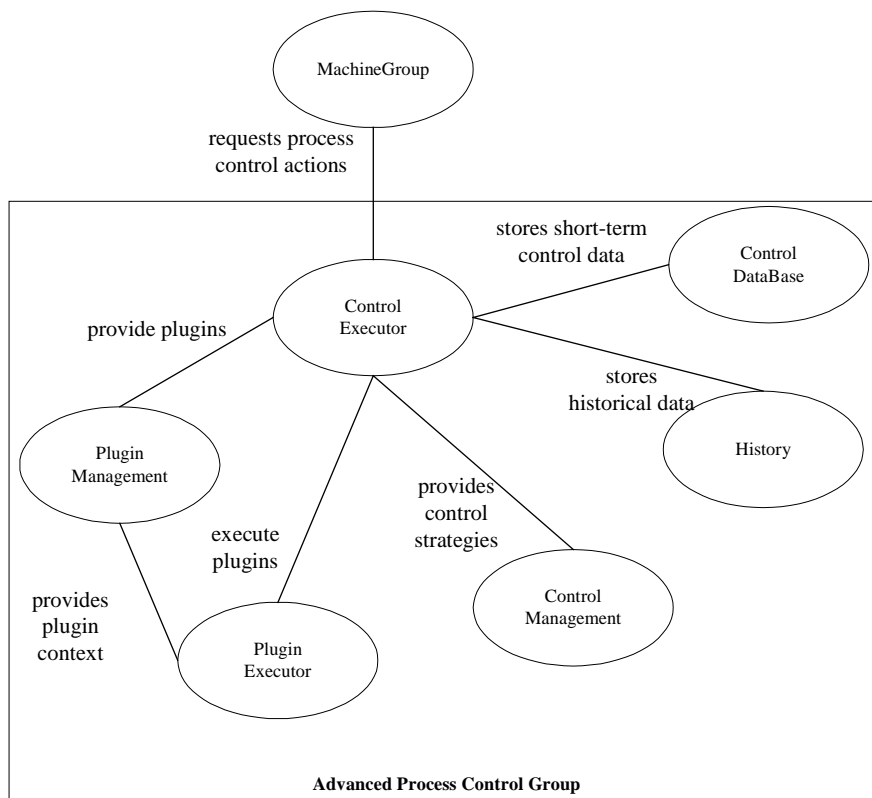 MachineGroup
requests process
control actions
stores short-term
control data
Control
DataBase
Control
Executor
provide plugins
stores
historical data
Plugin
Management
History
provides
control
strategies
execute
plugins
Control
Management
provides
plugin
context
Plugin
Executor
Advanced Process Control Group